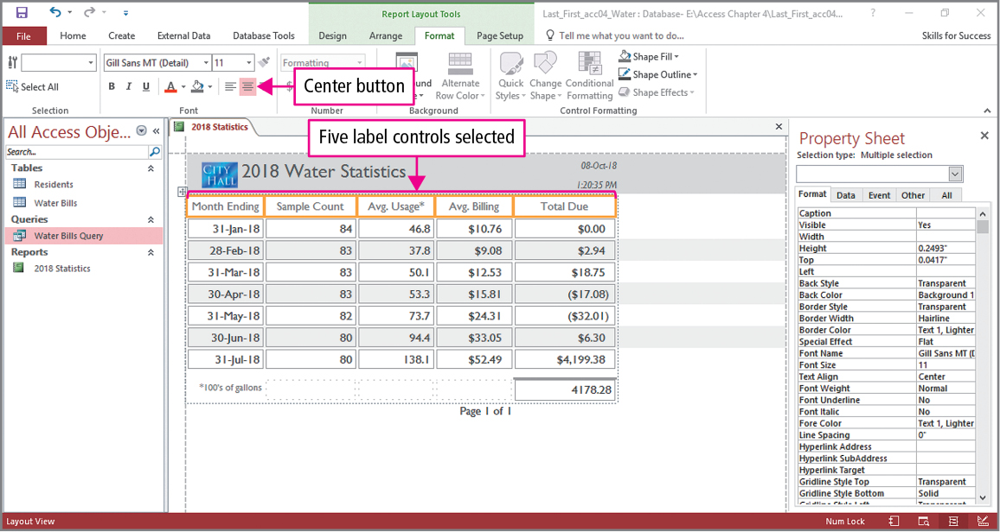 Report Layout Tools
Last_First_acc04_Water : Database- E:\Access Chapter 4\Last_First_acc04....
?
File Home Create External Data Database Tools Design Arrange Format Page Setup Tell me what you want to do... Skills for Success
Gill Sans MT (Detail) 11
Formatting
Select All
B I U A
$
Center button
Selection
Font
Number
Background
Alternate
Row Color
Quick
Styles
Change
Shape
Conditional
Formatting
Shape Fill
Shape Outline
Shape Effects
Control Formatting
Five label controls selected
All Access Obje...
Search...
Tables
Residents
Water Bills
Queries
Water Bills Query
Reports
2018 Statistics
2018 Statistics
CITY
HALL
2018 Water Statistics
08-Oct-18
1:20:35 PM
Month Ending Sample Count Avg. Usage* Avg. Billing Total Due
31-Jan-18 84 46.8 $10.76 $0.00
28-Feb-18 83 37.8 $9.08 $2.94
31-Mar-18 83 50.1 $12.53 $18.75
30-Apr-18 83 53.3 $15.81 ($17.08)
31-May-18 82 73.7 $24.31 ($32.01)
30-Jun-18 80 94.4 $33.05 $6.30
31-Jul-18 80 138.1 $52.49 $4,199.38
*100's of gallons 4178.28
Page 1 of 1
Property Sheet
Selection type: Multiple selection
Format Data Event Other All
Caption
Visible Yes
Width
Height 0.2493"
Top 0.0417"
Left
Back Style Transparent
Back Color Background 1
Border Style Transparent
Border Width Hairline
Border Color Text 1, Lighter
Special Effect Flat
Font Name Gill Sans MT (D
Font Size 11
Text Align Center
Font Weight Normal
Font Underline No
Font Italic No
Fore Color Text 1, Lighter
Line Spacing 0"
Hyperlink Address
Hyperlink SubAddress
Hyperlink Target
Gridline Style Top Transparent
Gridline Style Bottom Solid
Layout View
Num Lock